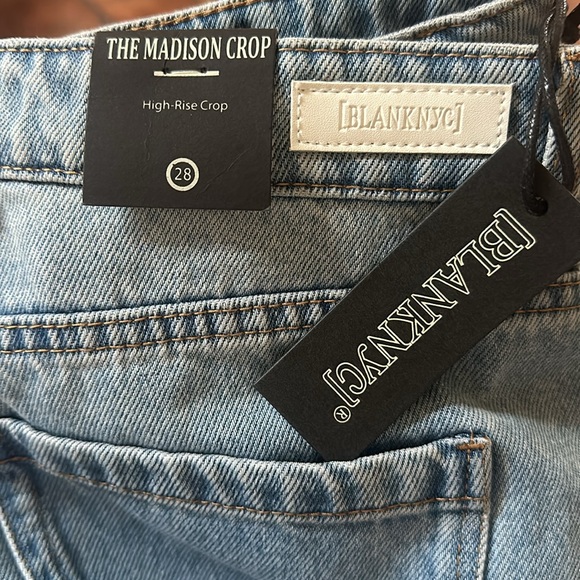 THE MADISON CROP
High-Rise Crop
28
[BLANKNYC]
[BLANKNYC]®